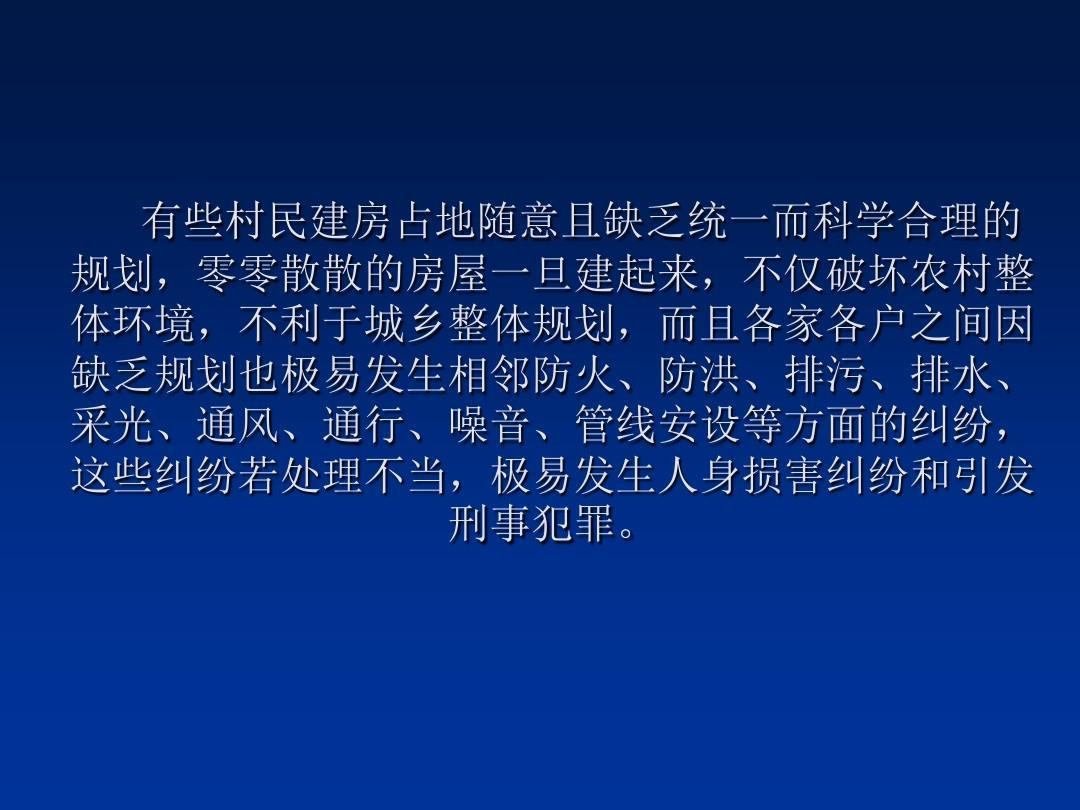 有些村民建房占地随意且缺乏统一而科学合理的
规划，零零散散的房屋一旦建起来，不仅破坏农村整
体环境，不利于城乡整体规划，而且各家各户之间因
缺乏规划也极易发生相邻防火、防洪、排污、排水、
采光、通风、通行、噪音、管线安设等方面的纠纷，
这些纠纷若处理不当，极易发生人身损害纠纷和引发
刑事犯罪。